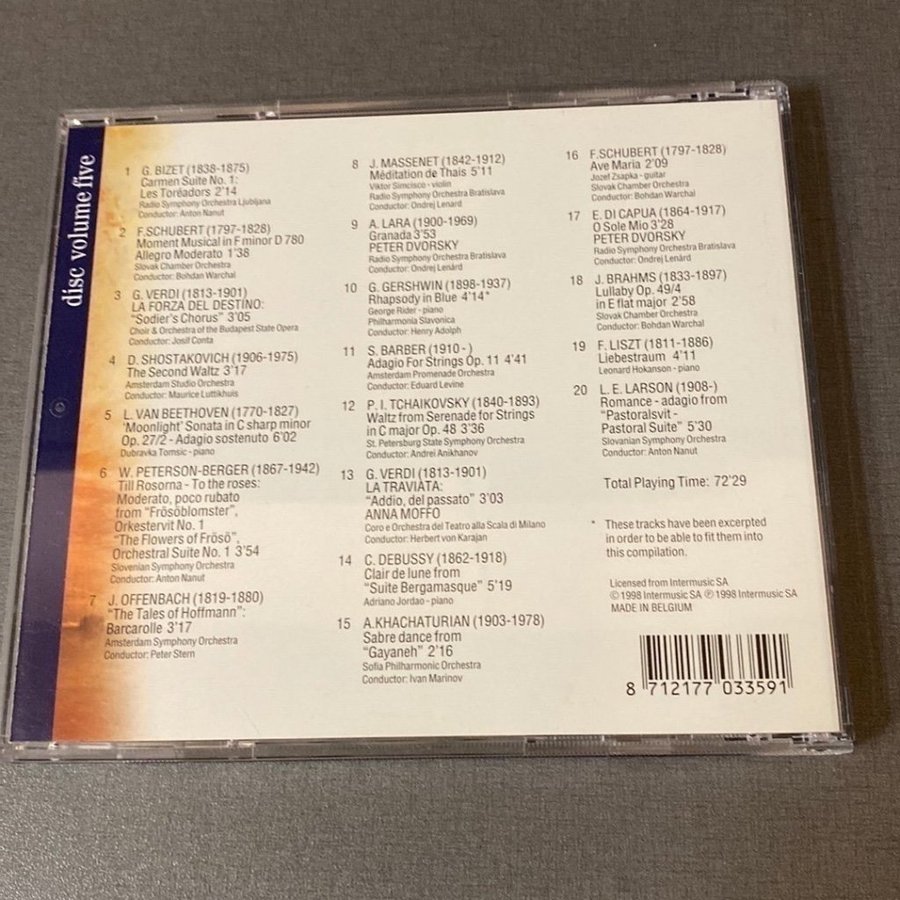 disc volume five
1 G. BIZET (1838-1875)
Carmen Suite No. 1:
Les Toréadors 2'14
Radio Symphony Orchestra Ljubljana
Conductor: Anton Nanut
2 F.SCHUBERT (1797-1828)
Moment Musical in F minor D 780
Allegro Moderato 1'38
Slovak Chamber Orchestra
Conductor: Bohdan Warchal
3 G. VERDI (1813-1901)
LA FORZA DEL DESTINO:
“Sodier's Chorus” 3'05
Choir & Orchestra of the Budapest State Opera
Conductor: Josif Conta
4 D. SHOSTAKOVICH (1906-1975)
The Second Waltz 3'17
Amsterdam Studio Orchestra
Conductor: Maurice Luttikhuis
5 L. VAN BEETHOVEN (1770-1827)
'Moonlight' Sonata in C sharp minor
Op. 27/2 - Adagio sostenuto 6'02
Dubravka Tomsic - piano
6 W. PETERSON-BERGER (1867-1942)
Till Rosorna - To the roses:
Moderato, poco rubato
from “Frösöblomster”,
Orkestervit No. 1
“The Flowers of Frösö”,
Orchestral Suite No. 1 3'54
Slovenian Symphony Orchestra
Conductor: Anton Nanut
7 J. OFFENBACH (1819-1880)
“The Tales of Hoffmann”:
Barcarolle 3'17
Amsterdam Symphony Orchestra
Conductor: Peter Stern
8 J. MASSENET (1842-1912)
Méditation de Thais 5'11
Viktor Simcisco - violin
Radio Symphony Orchestra Bratislava
Conductor: Ondrej Lenard
9 A. LARA (1900-1969)
Granada 3'53
PETER DVORSKY
Radio Symphony Orchestra Bratislava
Conductor: Ondrej Lenárd
10 G. GERSHWIN (1898-1937)
Rhapsody in Blue 4'14*
George Rider - piano
Philharmonia Slavonica
Conductor: Henry Adolph
11 S. BARBER (1910 - )
Adagio For Strings Op. 11 4'41
Amsterdam Promenade Orchestra
Conductor: Eduard Levine
12 P. I. TCHAIKOVSKY (1840-1893)
Waltz from Serenade for Strings
in C major Op. 48 3'36
St. Petersburg State Symphony Orchestra
Conductor: Andrei Anikhanov
13 G. VERDI (1813-1901)
LA TRAVIATA:
“Addio, del passato” 3'03
ANNA MOFFO
Coro e Orchestra del Teatro alla Scala di Milano
Conductor: Herbert von Karajan
14 C. DEBUSSY (1862-1918)
Clair de lune from
“Suite Bergamasque” 5'19
Adriano Jordao - piano
15 A.KHACHATURIAN (1903-1978)
Sabre dance from
“Gayaneh” 2'16
Sofia Philharmonic Orchestra
Conductor: Ivan Marinov
16 F.SCHUBERT (1797-1828)
Ave Maria 2'09
Jozef Zsapka - guitar
Slovak Chamber Orchestra
Conductor: Bohdan Warchal
17 E. DI CAPUA (1864-1917)
O Sole Mio 3'28
PETER DVORSKY
Radio Symphony Orchestra Bratislava
Conductor: Ondrej Lenárd
18 J. BRAHMS (1833-1897)
Lullaby Op. 49/4
in E flat major 2'58
Slovak Chamber Orchestra
Conductor: Bohdan Warchal
19 F. LISZT (1811-1886)
Liebestraum 4'11
Leonard Hokanson - piano
20 L. E. LARSON (1908-)
Romance - adagio from
“Pastoralsvit -
Pastoral Suite” 5'30
Slovanian Symphony Orchestra
Conductor: Anton Nanut
Total Playing Time: 72'29
* These tracks have been excerpted
in order to be able to fit them into
this compilation.
Licensed from Intermusic SA
© 1998 Intermusic SA ℗ 1998 Intermusic SA
MADE IN BELGIUM
8 712177 033591